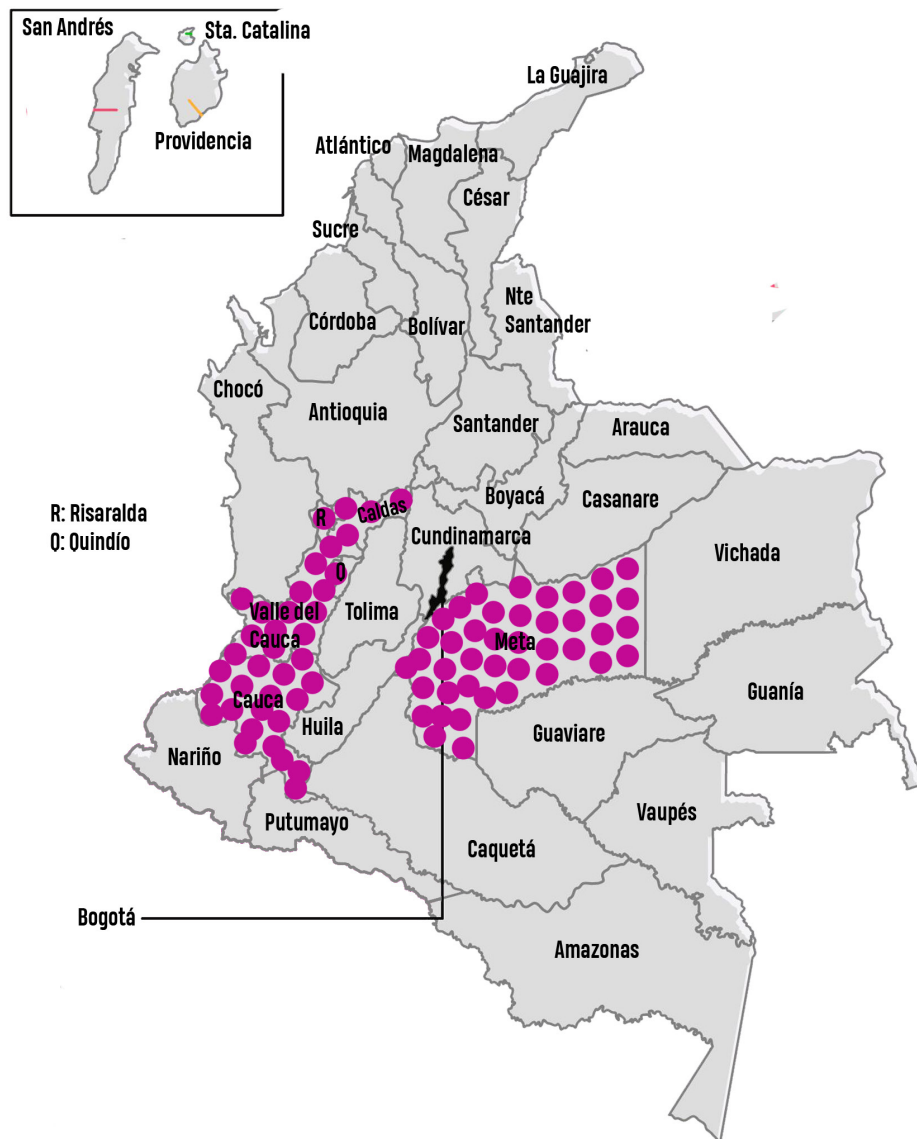 San Andrés
Sta. Catalina
Providencia
La Guajira
Atlántico
Magdalena
César
Sucre
Nte
Santander
Córdoba
Bolívar
Chocó
Antioquia
Santander
Arauca
Boyacá
Casanare
R: Risaralda
Q: Quindío
R
Caldas
Cundinamarca
Vichada
Q
Valle del
Cauca
Tolima
Meta
Cauca
Guanía
Huila
Guaviare
Nariño
Putumayo
Vaupés
Caquetá
Bogotá
Amazonas